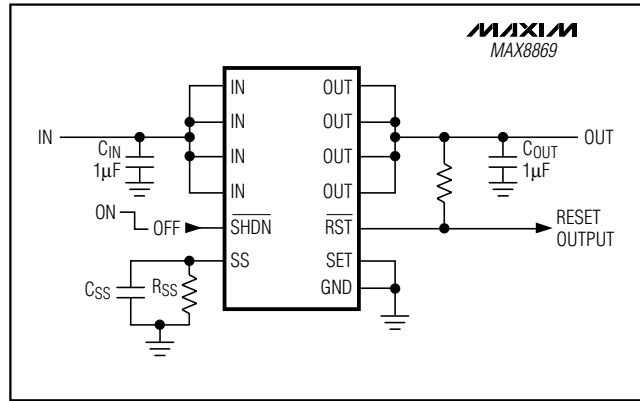 MAXIM
MAX8869
IN
CIN
1µF
IN
IN
IN
IN
SHDN
SS
OUT
OUT
OUT
OUT
RST
SET
GND
ON
OFF
CSS
RSS
OUT
COUT
1µF
RESET
OUTPUT